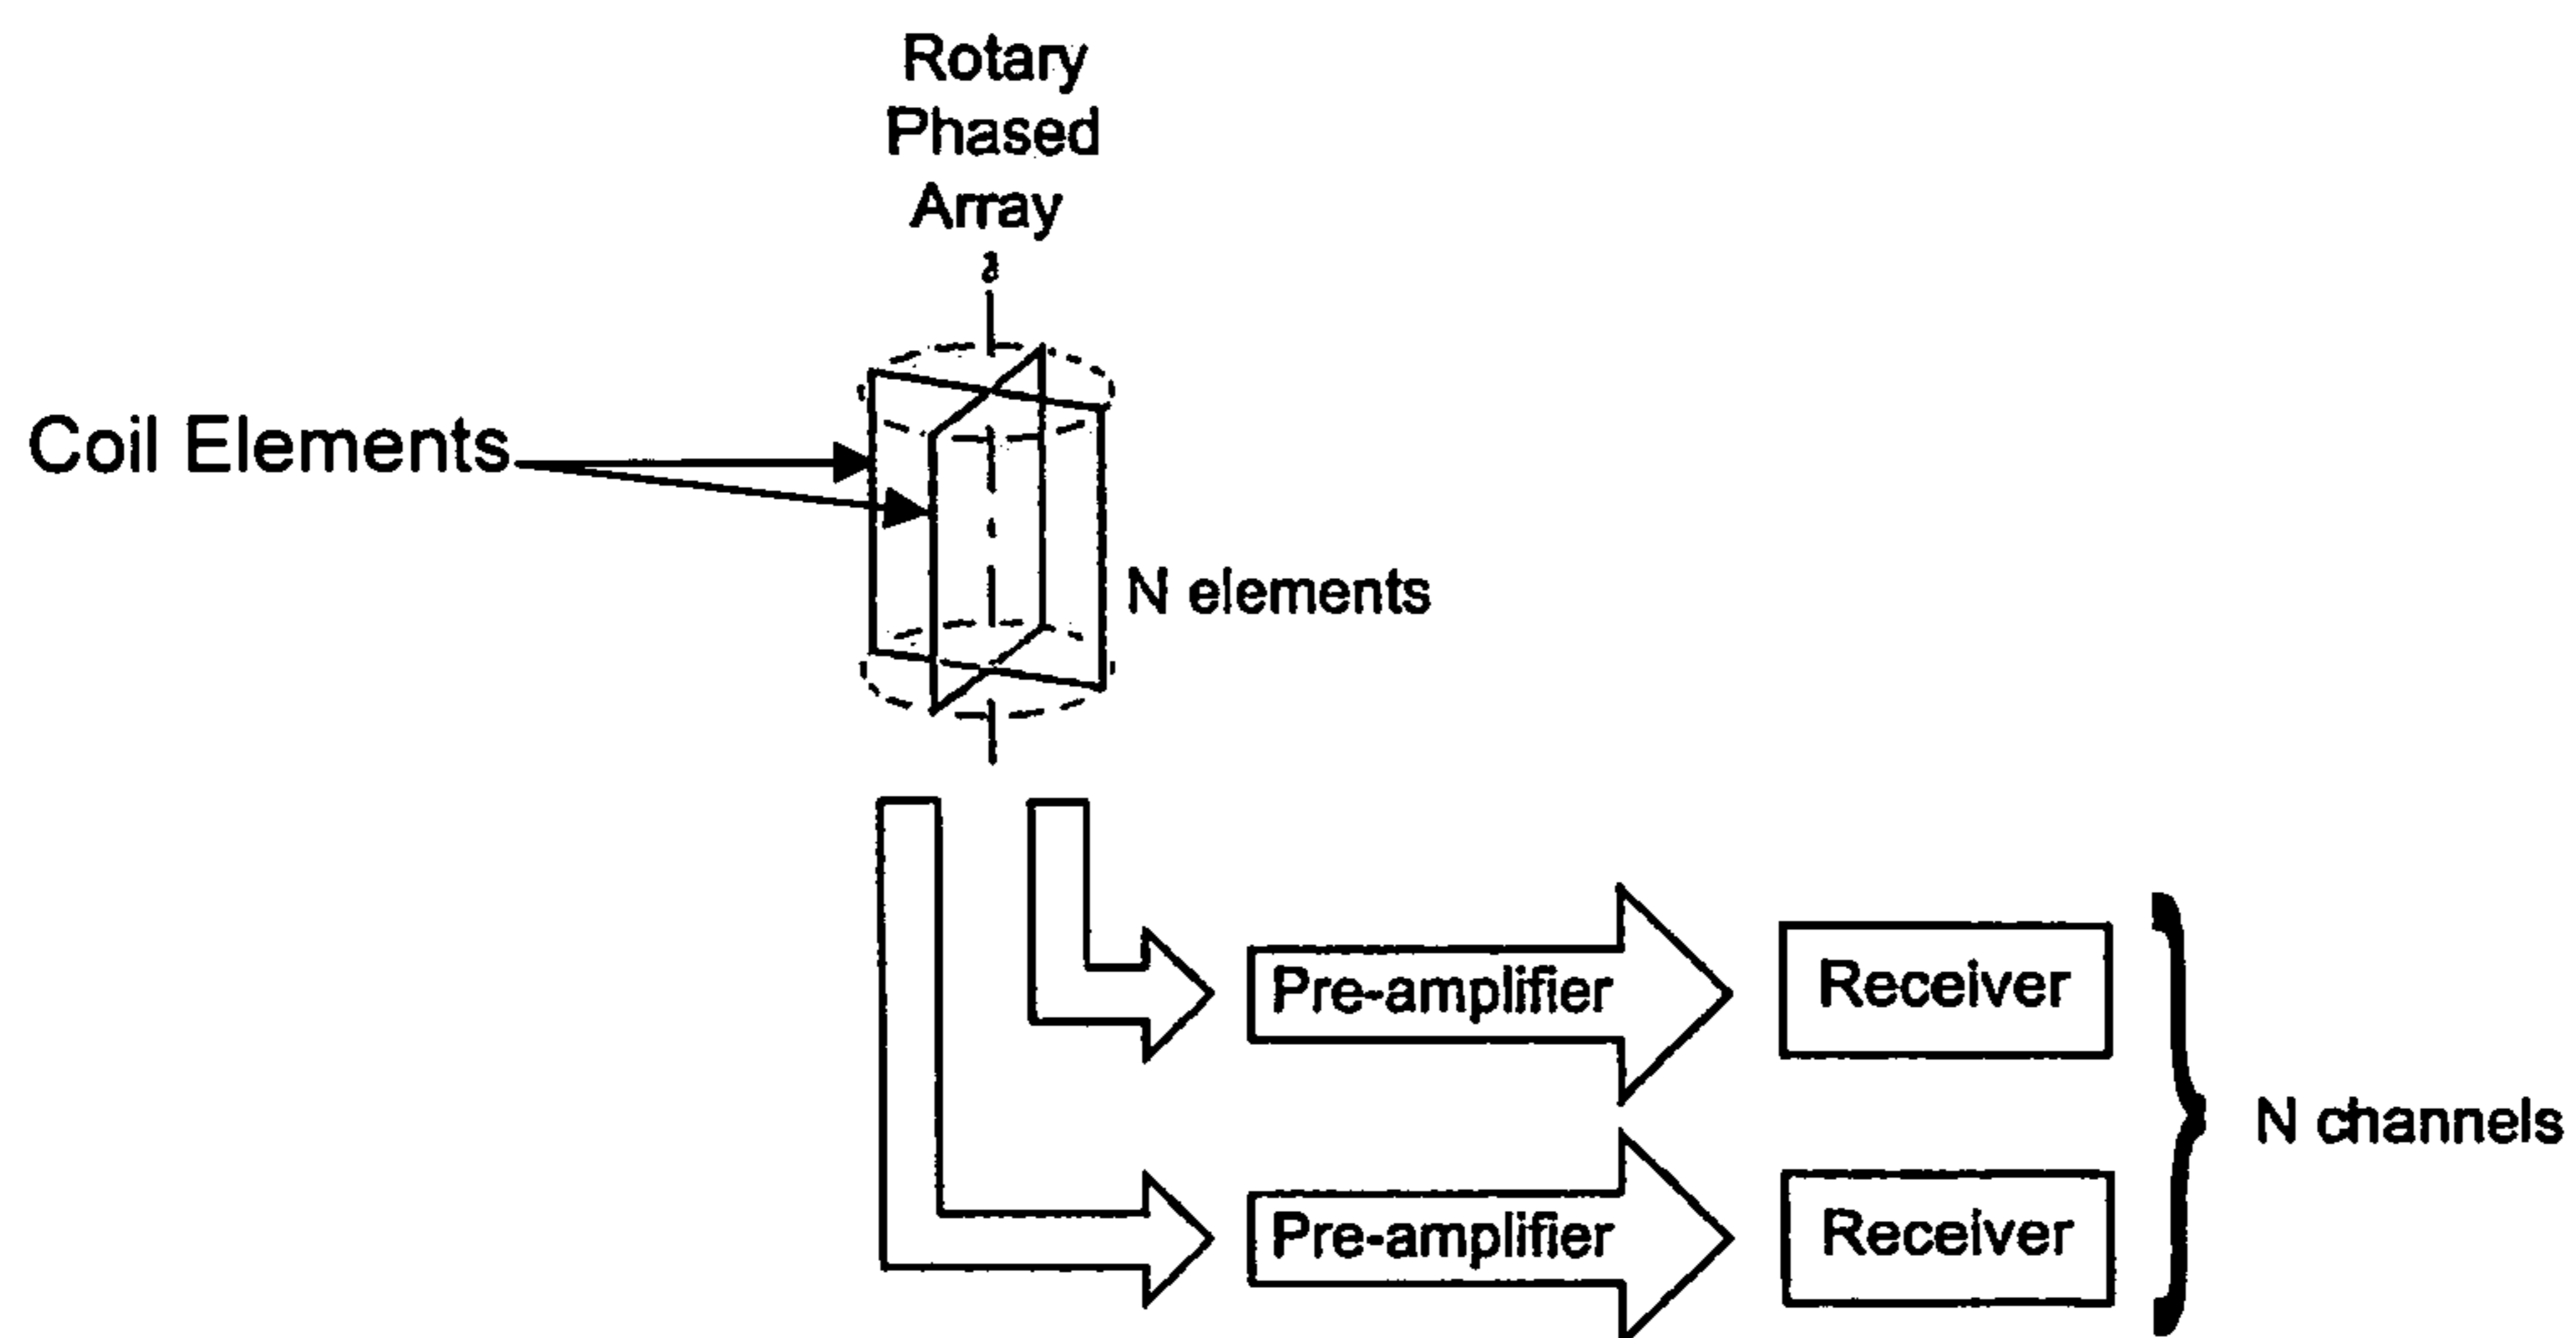 Rotary
Phased
Array
Coil Elements
N elements
Pre-amplifier
Receiver
N channels
Pre-amplifier
Receiver